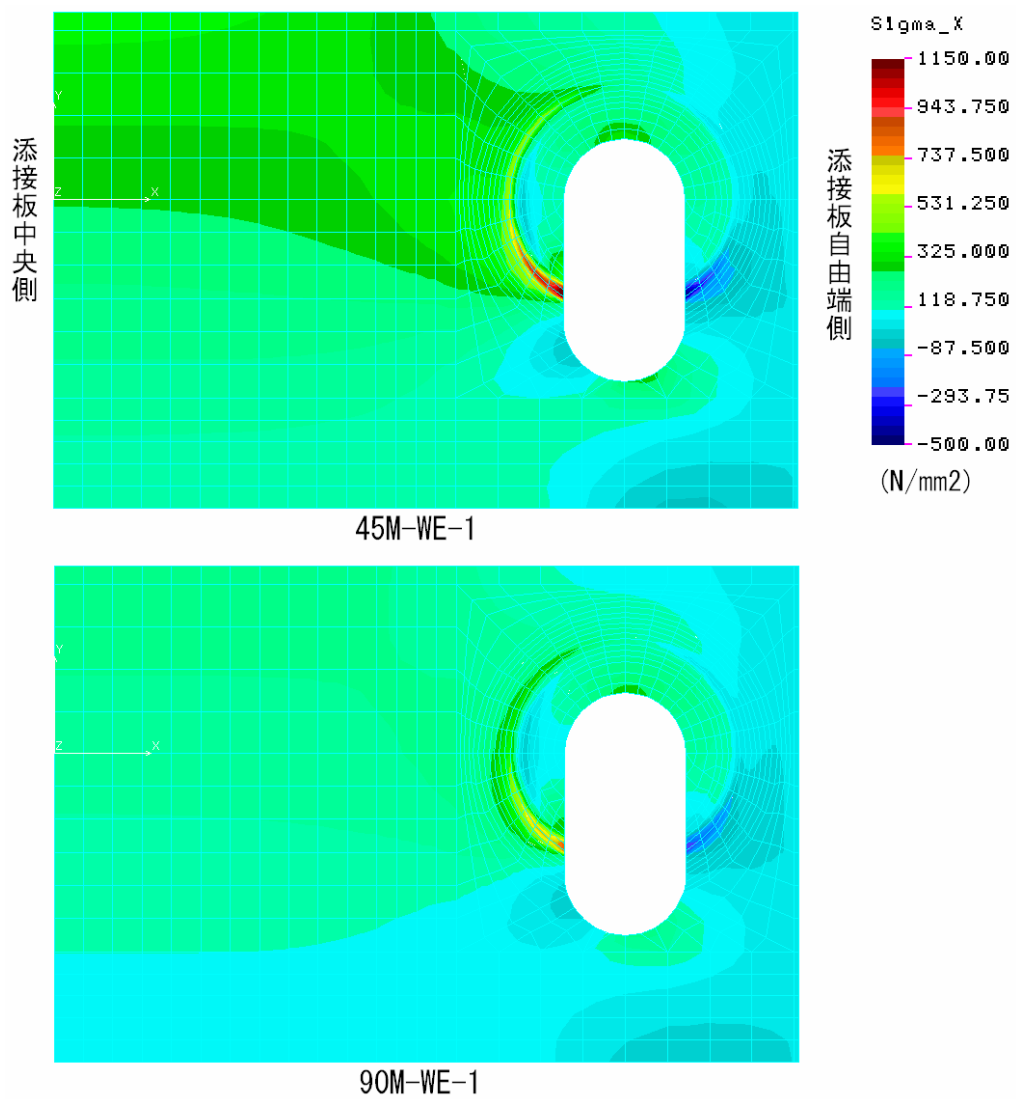 Sigma_X
1150.00
943.750
737.500
531.250
325.000
118.750
-87.500
-293.75
-500.00
(N/mm2)
添接板中央側
Y
Z
X
添接板自由端側
45M-WE-1
Y
Z
X
90M-WE-1